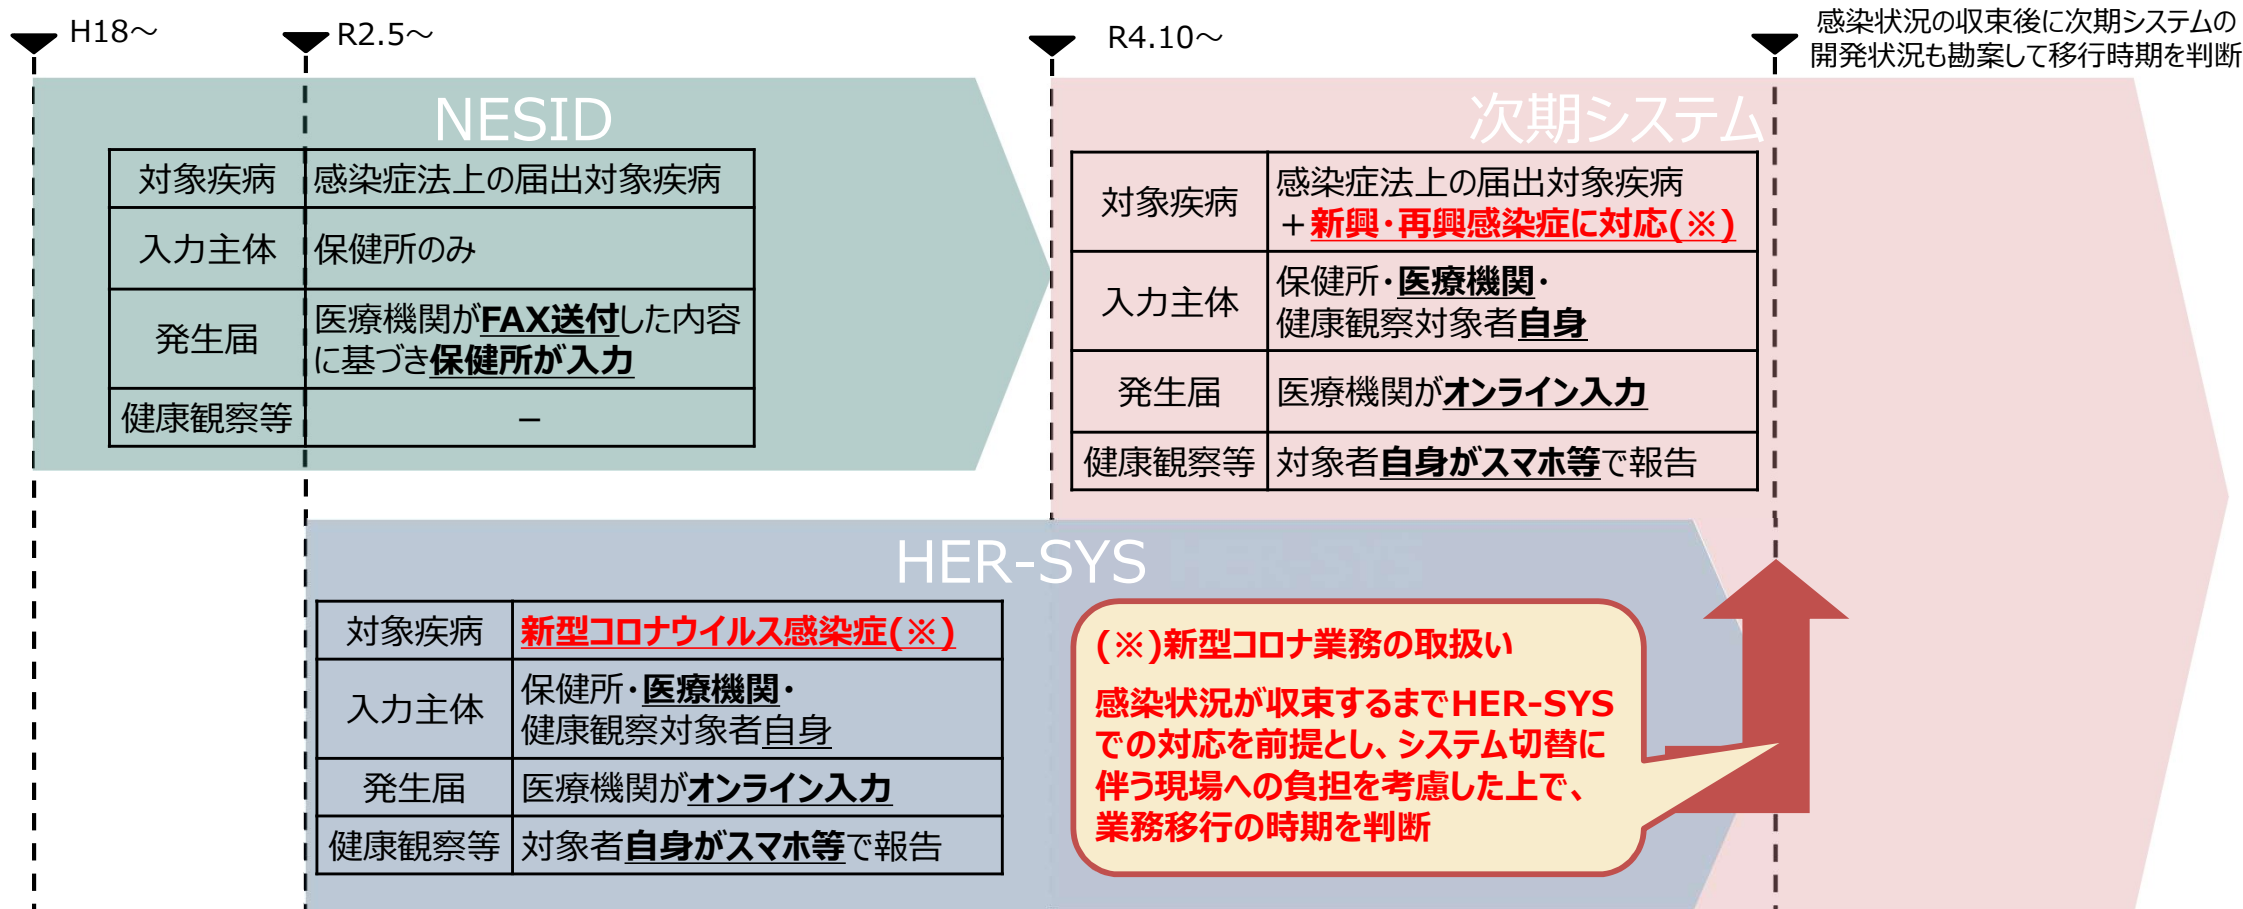 H18～
R2.5～
R4.10～
感染状況の収束後に次期システムの
開発状況も勘案して移行時期を判断
NESID
対象疾病 感染症法上の届出対象疾病
入力主体 保健所のみ
発生届 医療機関がFAX送付した内容
に基づき保健所が入力
健康観察等 －
次期システム
対象疾病 感染症法上の届出対象疾病
＋新興・再興感染症に対応(※)
入力主体 保健所・医療機関・
健康観察対象者自身
発生届 医療機関がオンライン入力
健康観察等 対象者自身がスマホ等で報告
HER-SYS HER-SYS
対象疾病 新型コロナウイルス感染症(※)
入力主体 保健所・医療機関・
健康観察対象者自身
発生届 医療機関がオンライン入力
健康観察等 対象者自身がスマホ等で報告
(※)新型コロナ業務の取扱い
感染状況が収束するまでHER-SYS
での対応を前提とし、システム切替に
伴う現場への負担を考慮した上で、
業務移行の時期を判断